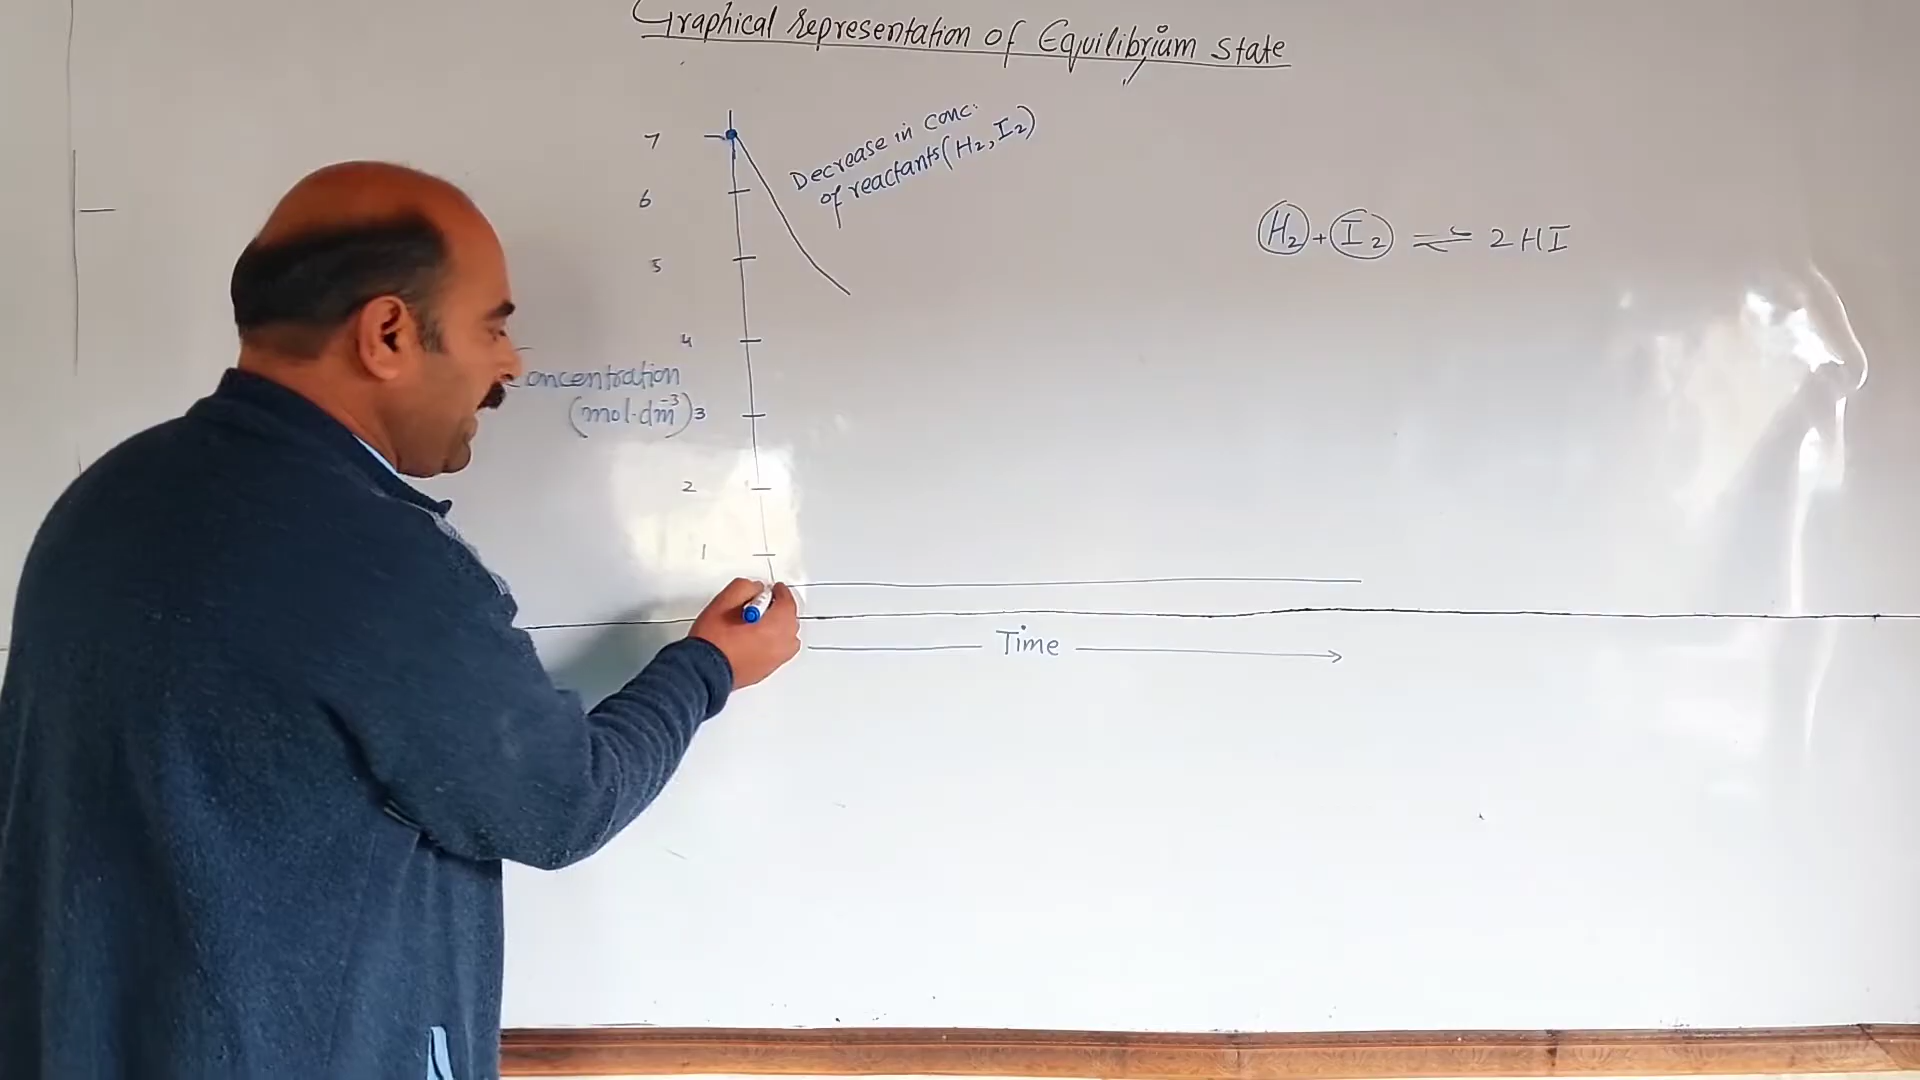 Graphical representation of Equilibrium state
Decrease in conc.
of reactants (H₂, I₂)
7
6
5
4
3
2
1
Concentration
(mol·dm⁻³)
H₂ + I₂ ⇌ 2HI
Time